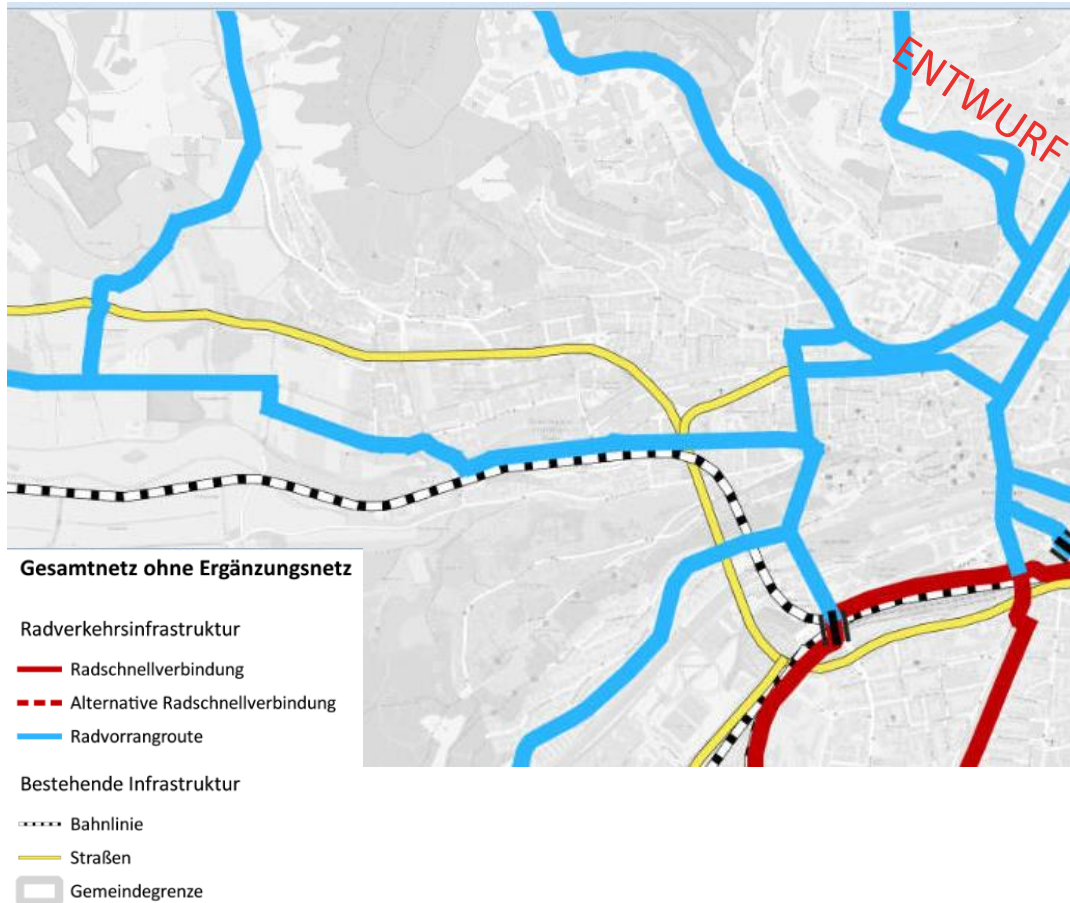 ENTWURF
Gesamtnetz ohne Ergänzungsnetz
Radverkehrsinfrastruktur
Radschnellverbindung
Alternative Radschnellverbindung
Radvorrangroute
Bestehende Infrastruktur
Bahnlinie
Straßen
Gemeindegrenze